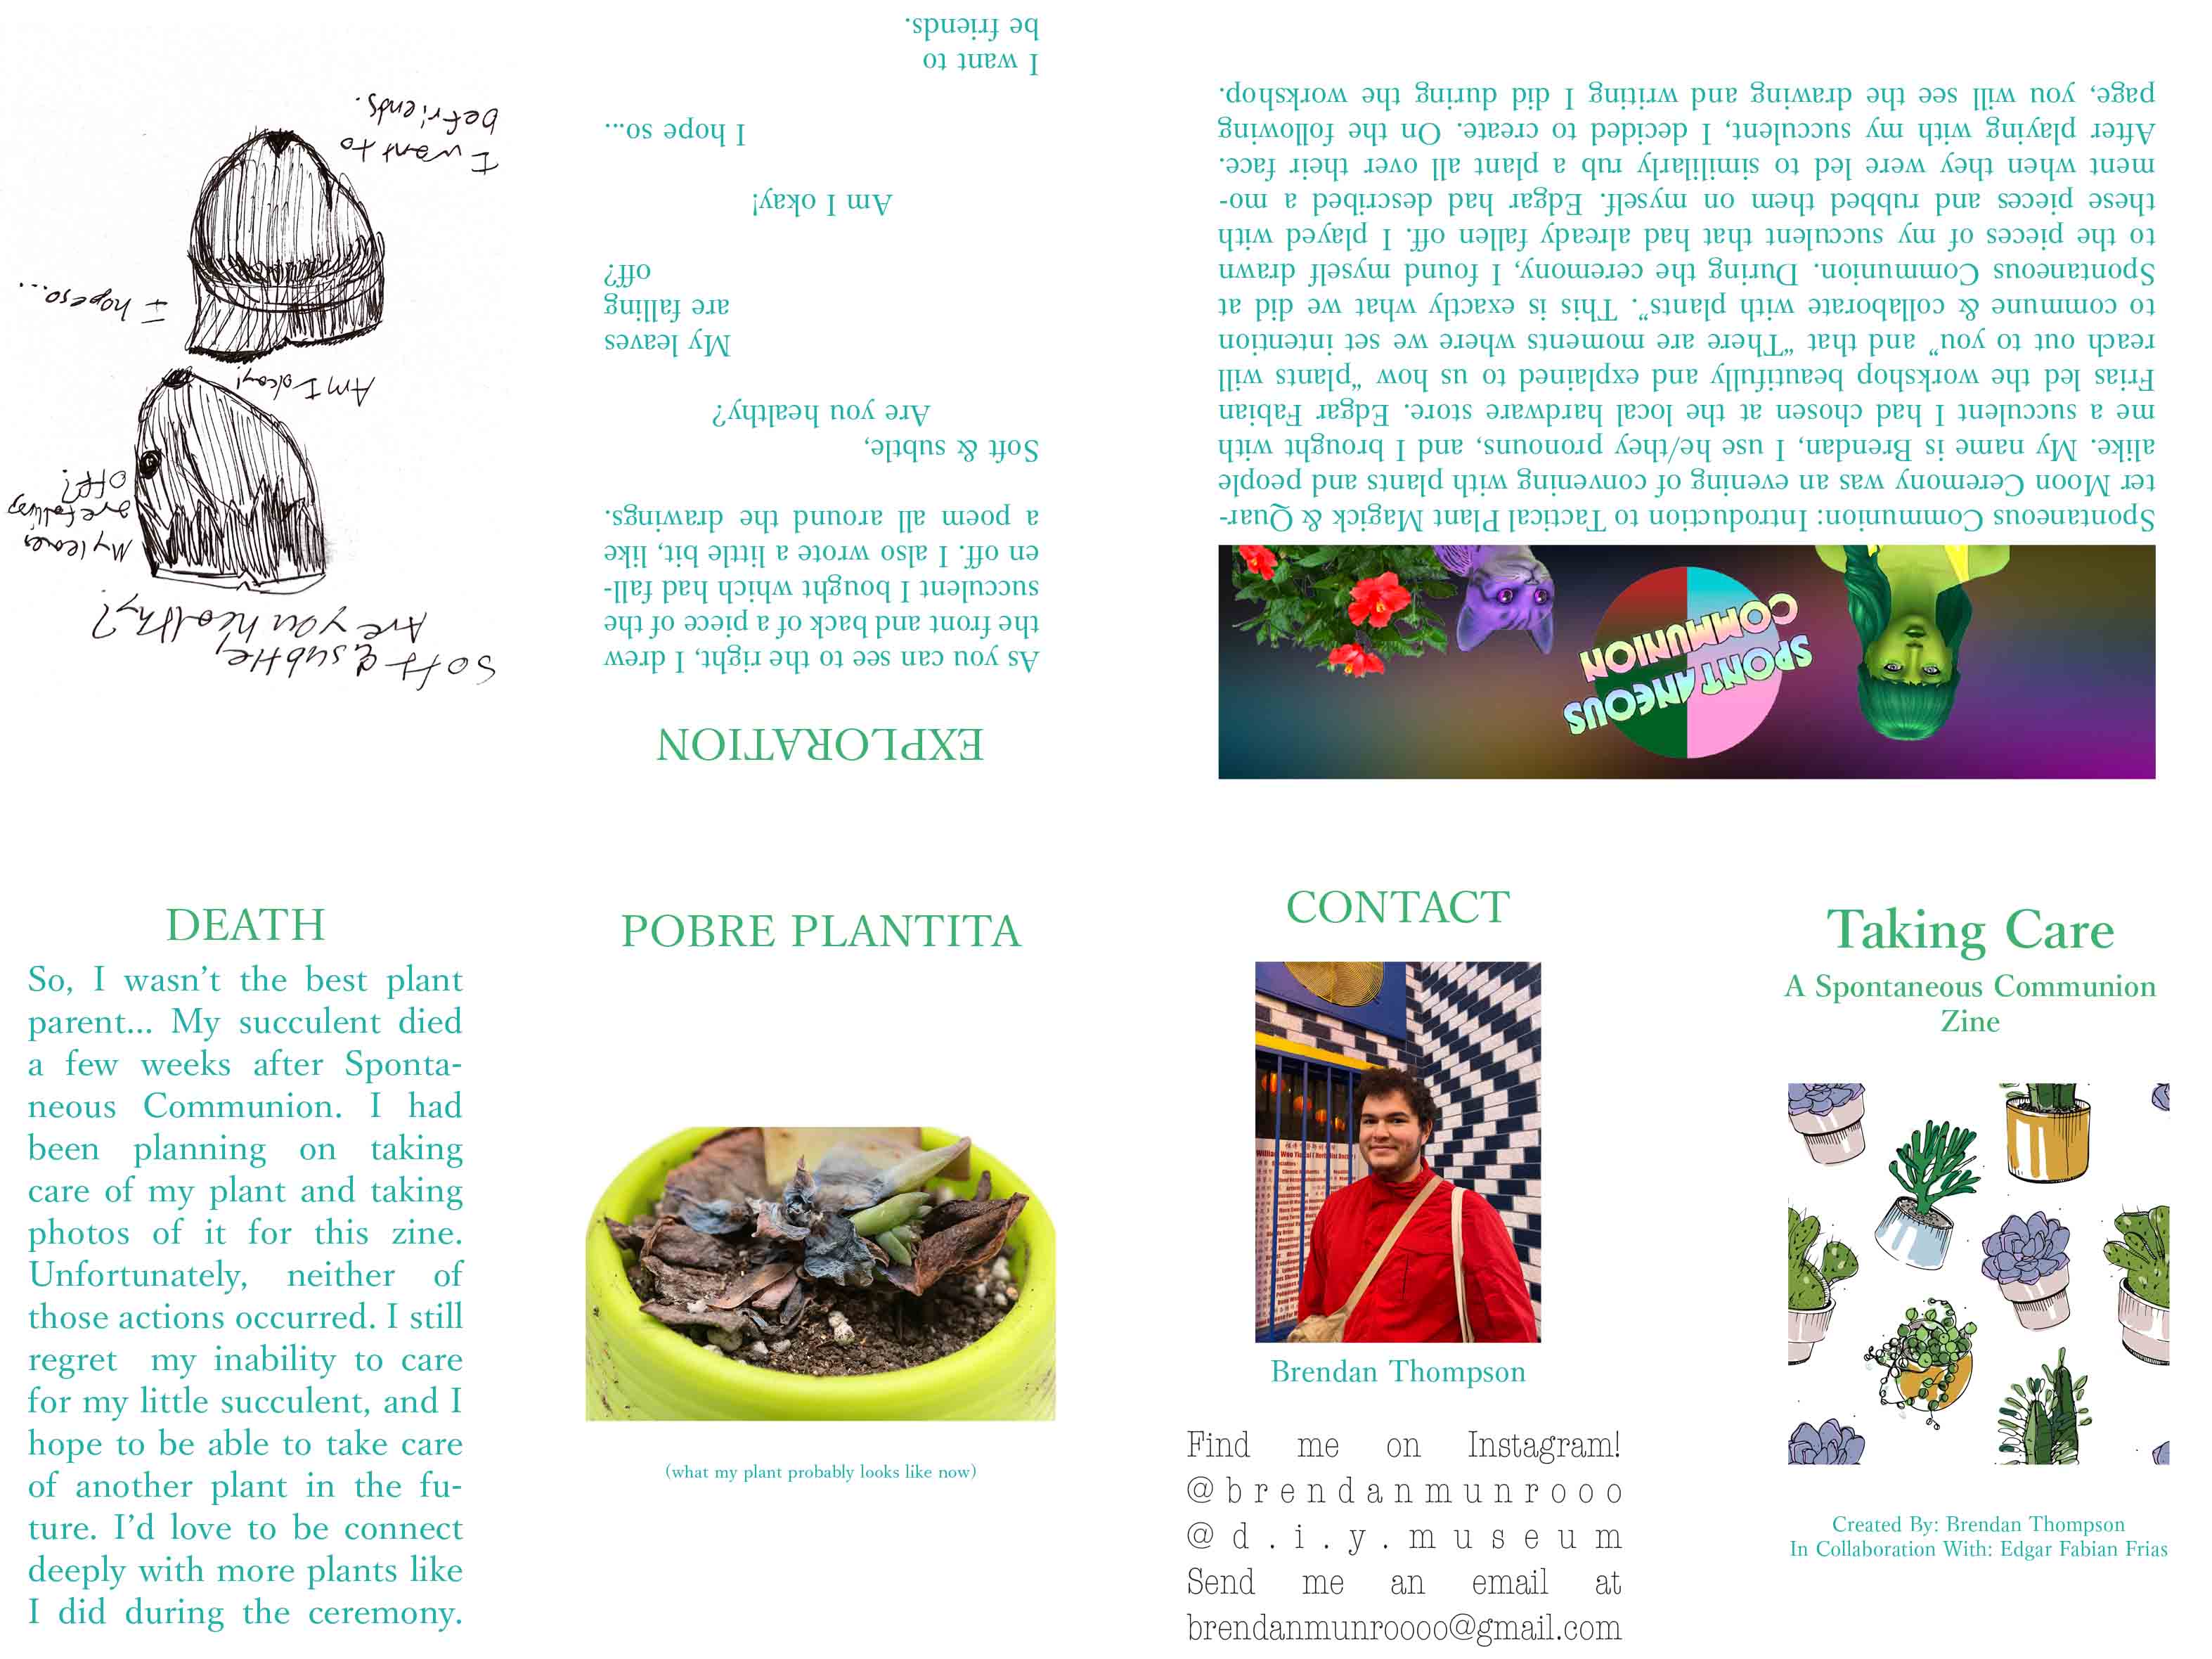 Taking Care
A Spontaneous Communion
Zine
Created By: Brendan Thompson
In Collaboration With: Edgar Fabian Frias
SPONTANEOUS
COMMUNION
Spontaneous Communion: Introduction to Tactical Plant Magick & Quar-
ter Moon Ceremony was an evening of convening with plants and people
alike. My name is Brendan, I use he/they pronouns, and I brought with
me a succulent I had chosen at the local hardware store. Edgar Fabian
Frias led the workshop beautifully and explained to us how “plants will
reach out to you” and that “There are moments where we set intention
to commune & collaborate with plants”. This is exactly what we did at
Spontaneous Communion. During the ceremony, I found myself drawn
to the pieces of my succulent that had already fallen off. I played with
these pieces and rubbed them on myself. Edgar had described a mo-
ment when they were led to simililarly rub a plant all over their face.
After playing with my succulent, I decided to create. On the following
page, you will see the drawing and writing I did during the workshop.
EXPLORATION
As you can see to the right, I drew
the front and back of a piece of the
succulent I bought which had fall-
en off. I also wrote a little bit, like
a poem all around the drawings.
Soft & subtle,
Are you healthy?
My leaves
are falling
off?
Am I okay!
I hope so...
I want to
be friends.
Soft & subtle,
Are you healthy?
My leaves
are falling
off?
Am I okay!
I hope so...
I want to
be friends.
DEATH
So, I wasn’t the best plant
parent... My succulent died
a few weeks after Sponta-
neous Communion. I had
been planning on taking
care of my plant and taking
photos of it for this zine.
Unfortunately, neither of
those actions occurred. I still
regret my inability to care
for my little succulent, and I
hope to be able to take care
of another plant in the fu-
ture. I’d love to be connect
deeply with more plants like
I did during the ceremony.
POBRE PLANTITA
(what my plant probably looks like now)
CONTACT
Brendan Thompson
Find me on Instagram!
@brendanmunrooo
@d.i.y.museum
Send me an email at
brendanmunroooo@gmail.com